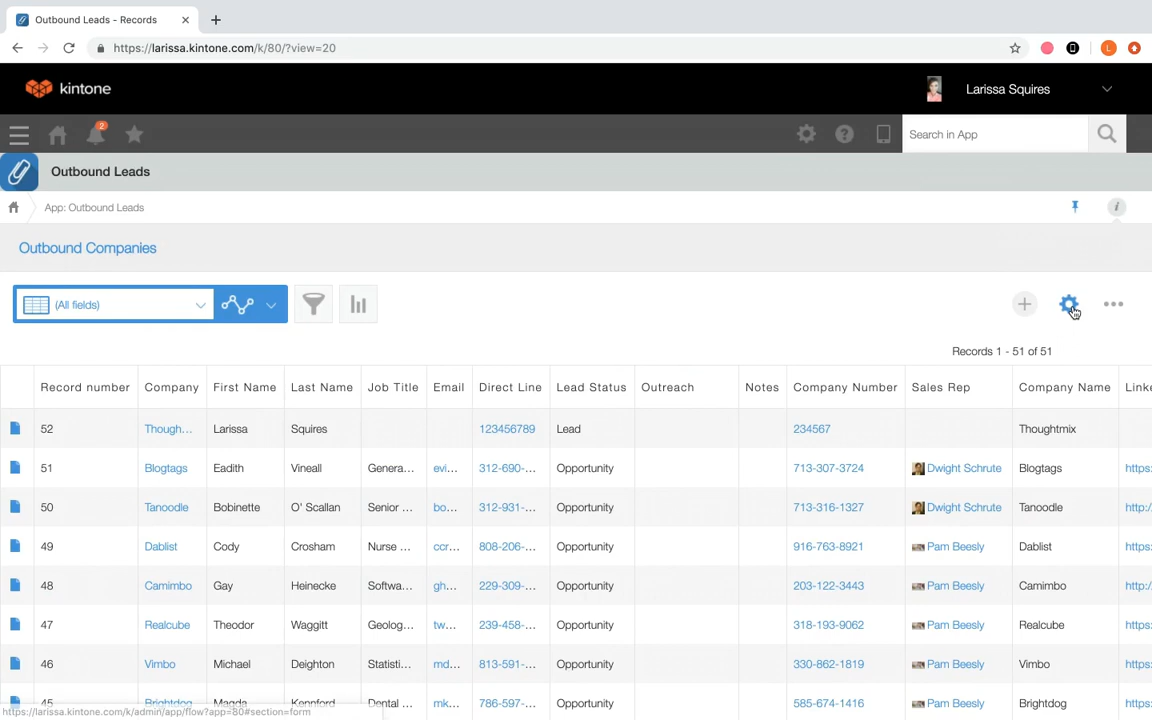 Outbound Leads - Records
https://larissa.kintone.com/k/80/?view=20
L
kintone
Larissa Squires
2
Search in App
Outbound Leads
App: Outbound Leads
Outbound Companies
(All fields)
Records 1 - 51 of 51
Record number Company First Name Last Name Job Title Email Direct Line Lead Status Outreach Notes Company Number Sales Rep Company Name Linke
52 Though... Larissa Squires 123456789 Lead 234567 Thoughtmix
51 Blogtags Eadith Vineall Genera... evi... 312-690-... Opportunity 713-307-3724 Dwight Schrute Blogtags https:
50 Tanoodle Bobinette O' Scallan Senior ... bo... 312-931-... Opportunity 713-316-1327 Dwight Schrute Tanoodle http:/
49 Dablist Cody Crosham Nurse ... ccr... 808-206-... Opportunity 916-763-8921 Pam Beesly Dablist https:
48 Camimbo Gay Heinecke Softwa... gh... 229-309-... Opportunity 203-122-3443 Pam Beesly Camimbo http:/
47 Realcube Theodor Waggitt Geolog... tw... 239-458-... Opportunity 318-193-9062 Pam Beesly Realcube https:
46 Vimbo Michael Deighton Statisti... md... 813-591-... Opportunity 330-862-1819 Pam Beesly Vimbo https:
45 Brightdog Magda Kennford Dental ... mk... 786-597-... Opportunity 585-674-1416 Pam Beesly Brightdog https:
https://larissa.kintone.com/k/admin/app/flow?app=80#section=form